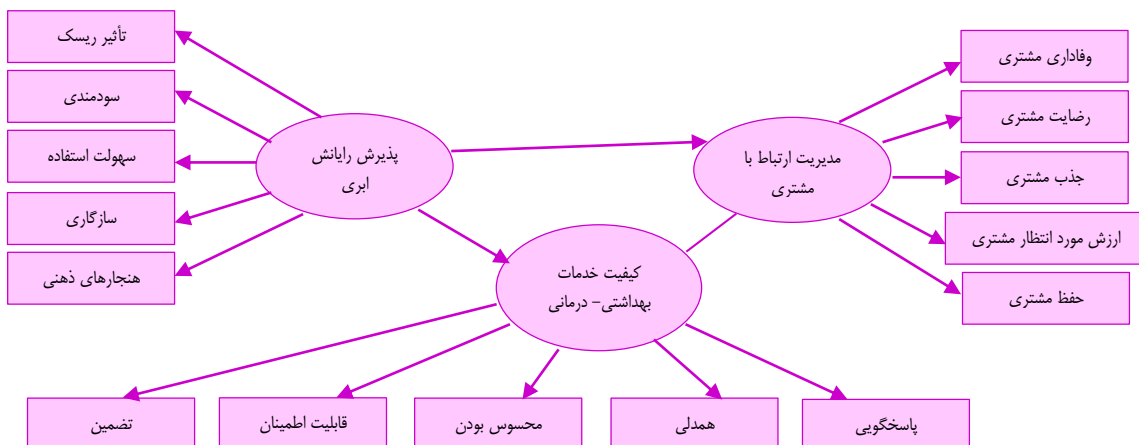 تأثیر ریسک
سودمندی
سهولت استفاده
سازگاری
هنجارهای ذهنی
پذیرش رایانش
ابری
مدیریت ارتباط با
مشتری
وفاداری مشتری
رضایت مشتری
جذب مشتری
ارزش مورد انتظار مشتری
حفظ مشتری
کیفیت خدمات
بهداشتی- درمانی
پاسخگویی
همدلی
محسوس بودن
قابلیت اطمینان
تضمین